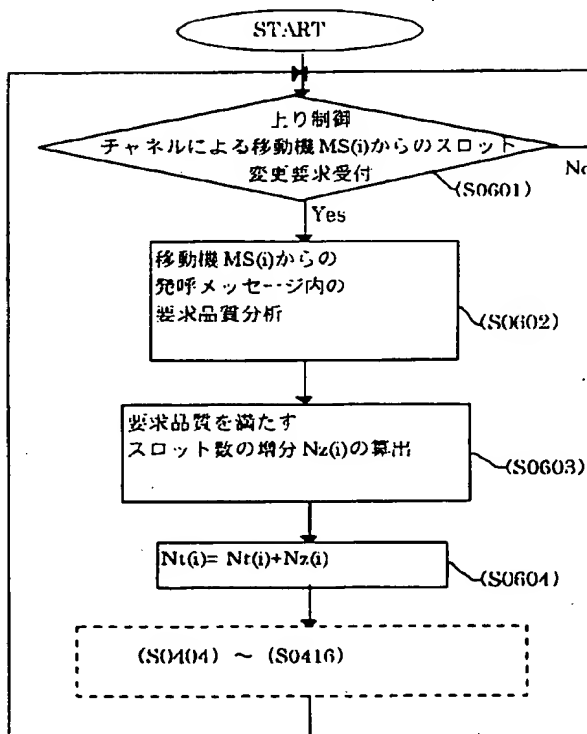 START
上り制御
チャネルによる移動機MS(i)からのスロット
変更要求受付
No
(S0601)
Yes
移動機MS(i)からの
発呼メッセージ内の
要求品質分析
(S0602)
要求品質を満たす
スロット数の増分Nz(i)の算出
(S0603)
Nt(i)= Nt(i)+Nz(i)
(S0604)
(S0404) ～ (S0416)